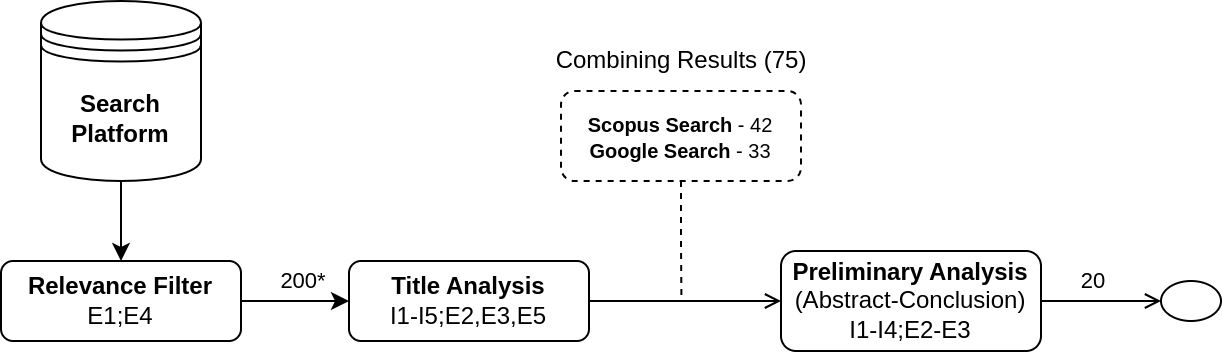 Search
Platform
Combining Results (75)
Scopus Search - 42
Google Search - 33
Relevance Filter
E1;E4
200*
Title Analysis
I1-I5;E2,E3,E5
Preliminary Analysis
(Abstract-Conclusion)
I1-I4;E2-E3
20